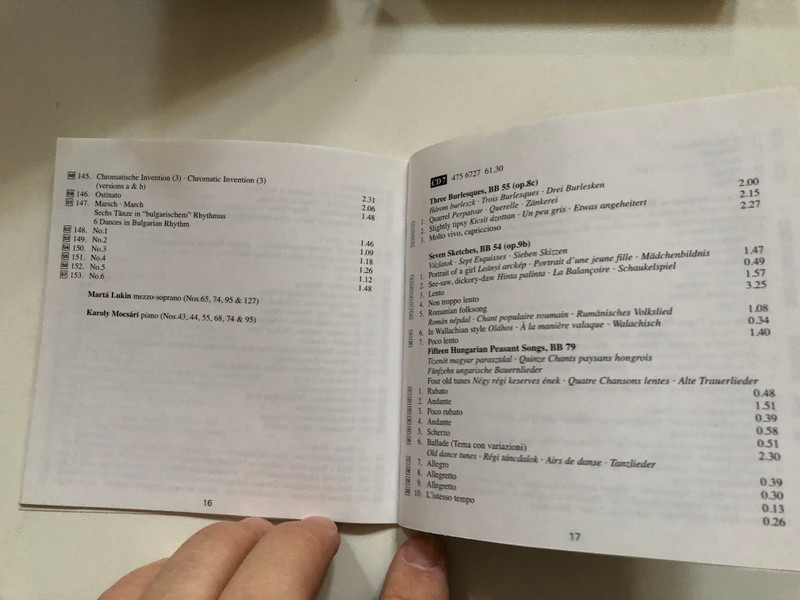 145. Chromatische Invention (3) · Chromatic Invention (3)
(versions a & b) 2.31
146. Ostinato 2.06
147. Marsch · March 1.48
Sechs Tänze in "bulgarischem" Rhythmus
6 Dances in Bulgarian Rhythm
148. No.1 1.46
149. No.2 1.09
150. No.3 1.18
151. No.4 1.26
152. No.5 1.12
153. No.6 1.48
Martá Lukin mezzo-soprano (Nos.65, 74, 95 & 127)
Karoly Mocsári piano (Nos.43, 44, 55, 68, 74 & 95)
16
CD 7 475 6727 61.30
Three Burlesques, BB 55 (op.8c)
Három burleszk · Trois Burlesques · Drei Burlesken
1. Quarrel Perpatvar · Querelle · Zänkerei 2.00
2. Slightly tipsy Kicsit ázottan · Un peu gris · Etwas angeheitert 2.15
3. Molto vivo, capriccioso 2.27
Seven Sketches, BB 54 (op.9b)
Vázlatok · Sept Esquisses · Sieben Skizzen
1. Portrait of a girl Leányi arckép · Portrait d'une jeune fille · Mädchenbildnis 1.47
2. See-saw, dickory-daw Hinta palinta · La Balançoire · Schaukelspiel 0.49
3. Lento 1.57
4. Non troppo lento 3.25
5. Romanian folksong
Román népdal · Chant populaire roumain · Rumänisches Volkslied 1.08
6. In Wallachian style Oláhos · À la manière valaque · Walachisch 0.34
7. Poco lento 1.40
Fifteen Hungarian Peasant Songs, BB 79
Tizenöt magyar parasztdal · Quinze Chants paysans hongrois
Fünfzehn ungarische Bauernlieder
Four old tunes Négy régi keserves ének · Quatre Chansons lentes · Alte Trauerlieder
1. Rubato 0.48
2. Andante 1.51
3. Poco rubato 0.39
4. Andante 0.58
5. Scherzo 0.51
6. Ballade (Tema con variazioni) 2.30
Old dance tunes · Régi táncdalok · Airs de danse · Tanzlieder
7. Allegro 0.39
8. Allegretto 0.30
9. Allegretto 0.13
10. L'istesso tempo 0.26
17